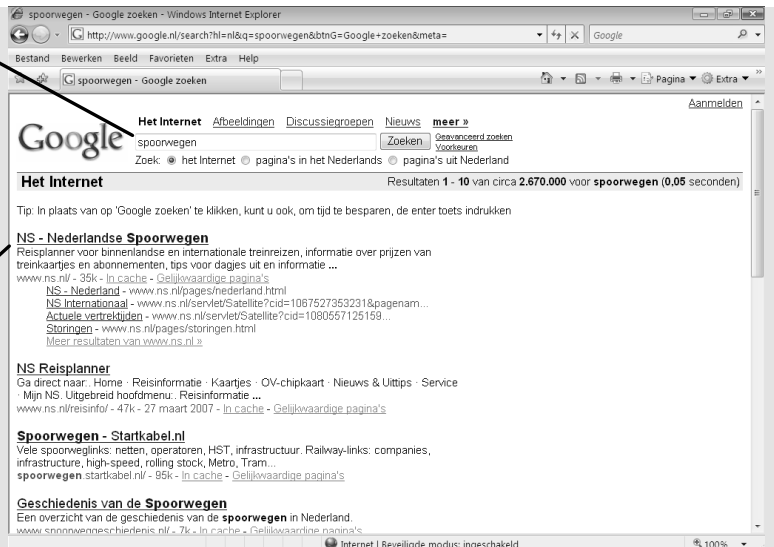 spoorwegen - Google zoeken - Windows Internet Explorer
http://www.google.nl/search?hl=nl&q=spoorwegen&btnG=Google+zoeken&meta=
Google
Bestand Bewerken Beeld Favorieten Extra Help
spoorwegen - Google zoeken
Pagina Extra
Aanmelden
Google
Het Internet Afbeeldingen Discussiegroepen Nieuws meer »
spoorwegen
Zoeken
Geavanceerd zoeken
Voorkeuren
Zoek: het Internet pagina's in het Nederlands pagina's uit Nederland
Het Internet
Resultaten 1 - 10 van circa 2.670.000 voor spoorwegen (0,05 seconden)
Tip: In plaats van op 'Google zoeken' te klikken, kunt u ook, om tijd te besparen, de enter toets indrukken
NS - Nederlandse Spoorwegen
Reisplanner voor binnenlandse en internationale treinreizen, informatie over prijzen van
treinkaartjes en abonnementen, tips voor dagjes uit en informatie ...
www.ns.nl/ - 35k - In cache - Gelijkwaardige pagina's
NS - Nederland - www.ns.nl/pages/nederland.html
NS Internationaal - www.ns.nl/servlet/Satellite?cid=1067527353231&pagenam...
Actuele vertrektijden - www.ns.nl/servlet/Satellite?cid=1080557125159...
Storingen - www.ns.nl/pages/storingen.html
Meer resultaten van www.ns.nl »
NS Reisplanner
Ga direct naar:. Home · Reisinformatie · Kaartjes · OV-chipkaart · Nieuws & Uittips · Service
· Mijn NS. Uitgebreid hoofdmenu:. Reisinformatie ...
www.ns.nl/reisinfo/ - 47k - 27 maart 2007 - In cache - Gelijkwaardige pagina's
Spoorwegen - Startkabel.nl
Vele spoorweglinks: netten, operatoren, HST, infrastructuur. Railway-links: companies,
infrastructure, high-speed, rolling stock, Metro, Tram...
spoorwegen.startkabel.nl/ - 95k - In cache - Gelijkwaardige pagina's
Geschiedenis van de Spoorwegen
Een overzicht van de geschiedenis van de spoorwegen in Nederland.
www.spoorweggeschiedenis.nl/ - 7k - In cache - Gelijkwaardige pagina's
Internet | Beveiligde modus: ingeschakeld
100%